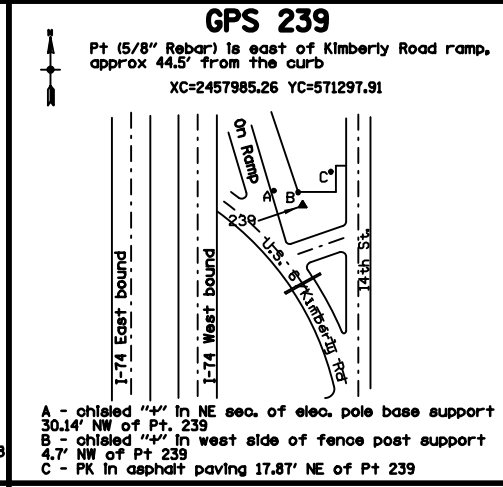 GPS 239
N
Pt (5/8" Rebar) is east of Kimberly Road ramp,
approx 44.5' from the curb
XC=2457985.26 YC=571297.91
On Ramp
A
B
C
239
U.S. 6 Kimberly Rd
14th St.
I-74 East bound
I-74 West bound
A - chisled "+" in NE sec. of elec. pole base support
30.14' NW of Pt. 239
B - chisled "+" in west side of fence post support
4.7' NW of Pt 239
C - PK in asphalt paving 17.87' NE of Pt 239